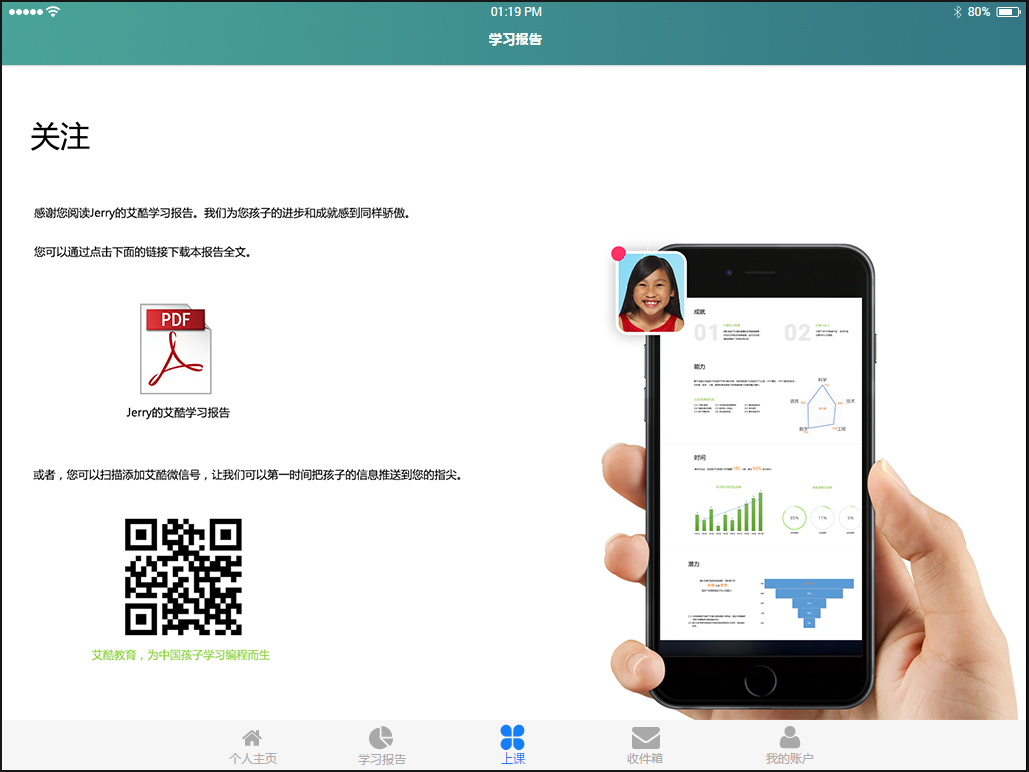 01:19 PM
80%
学习报告
关注
感谢您阅读Jerry的艾酷学习报告。我们为您孩子的进步和成就感到同样骄傲。
您可以通过点击下面的链接下载本报告全文。
PDF
Jerry的艾酷学习报告
或者，您可以扫描添加艾酷微信号，让我们可以第一时间把孩子的信息推送到您的指尖。
艾酷教育，为中国孩子学习编程而生
成就
01
02
能力
科学
技术
工程
数学
时间
潜力
个人主页
学习报告
上课
收件箱
我的账户